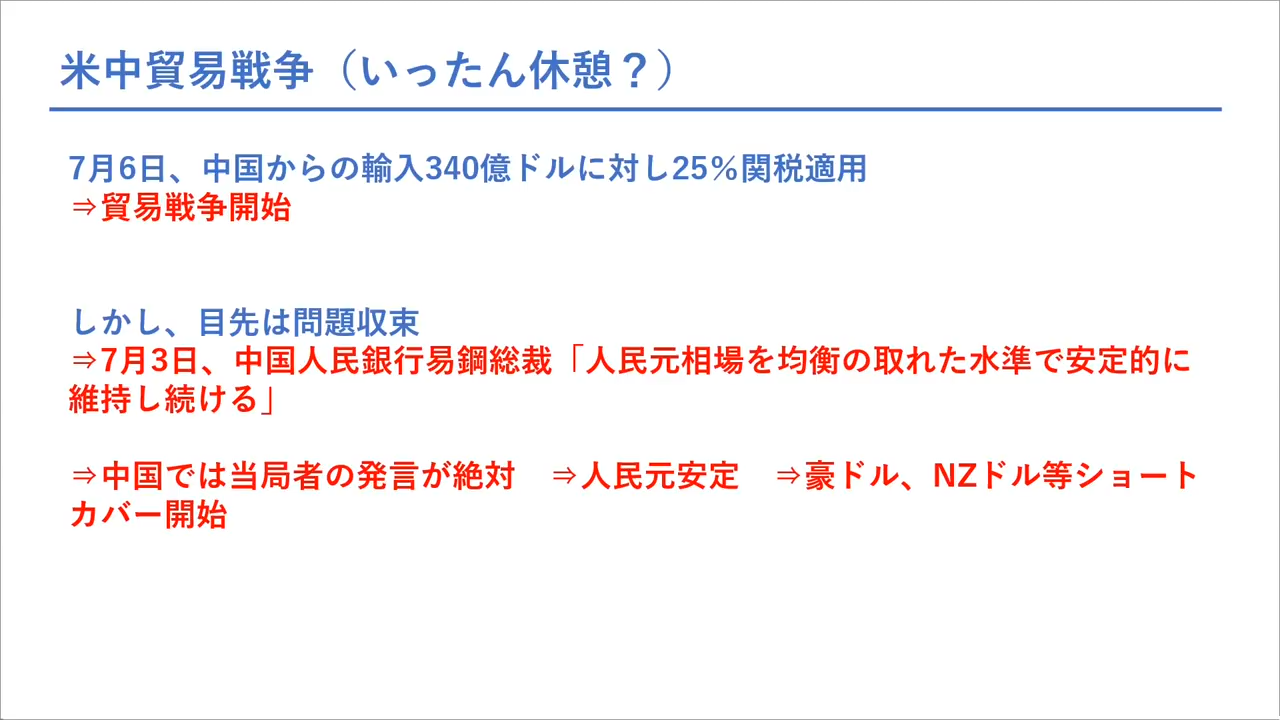 米中貿易戦争（いったん休憩？）
7月6日、中国からの輸入340億ドルに対し25％関税適用
⇒貿易戦争開始
しかし、目先は問題収束
⇒7月3日、中国人民銀行易鋼総裁「人民元相場を均衡の取れた水準で安定的に
維持し続ける」
⇒中国では当局者の発言が絶対　⇒人民元安定　⇒豪ドル、NZドル等ショート
カバー開始